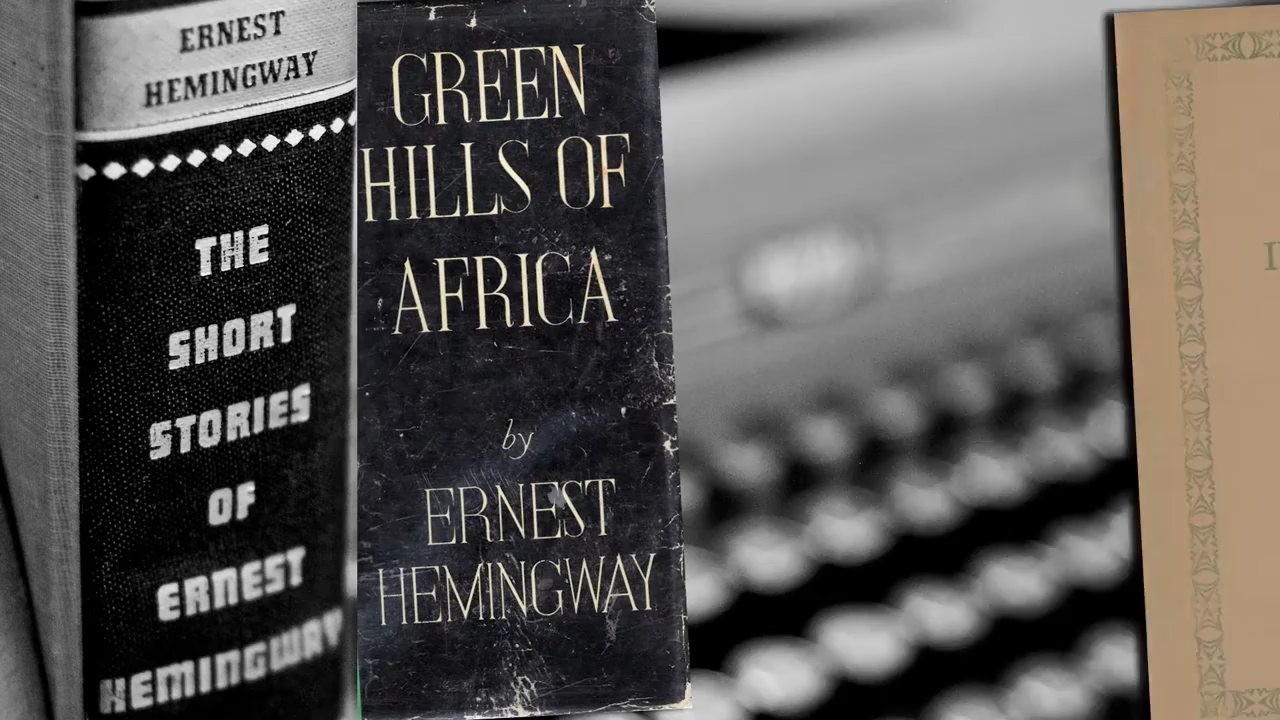 ERNEST
HEMINGWAY
THE
SHORT
STORIES
OF
ERNEST
HEMINGWAY
GREEN
HILLS OF
AFRICA
by
ERNEST
HEMINGWAY